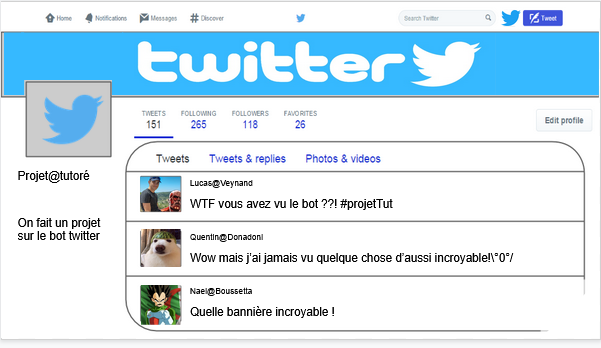 Home Notifications Messages # Discover Search Twitter Tweet
twitter
TWEETS FOLLOWING FOLLOWERS FAVORITES
151 265 118 26
Edit profile
Projet@tutoré
On fait un projet
sur le bot twitter
Tweets Tweets & replies Photos & videos
Lucas@Veynand
WTF vous avez vu le bot ??! #projetTut
Quentin@Donadoni
Wow mais j'ai jamais vu quelque chose d'aussi incroyable!\°0°/
Nael@Boussetta
Quelle bannière incroyable !